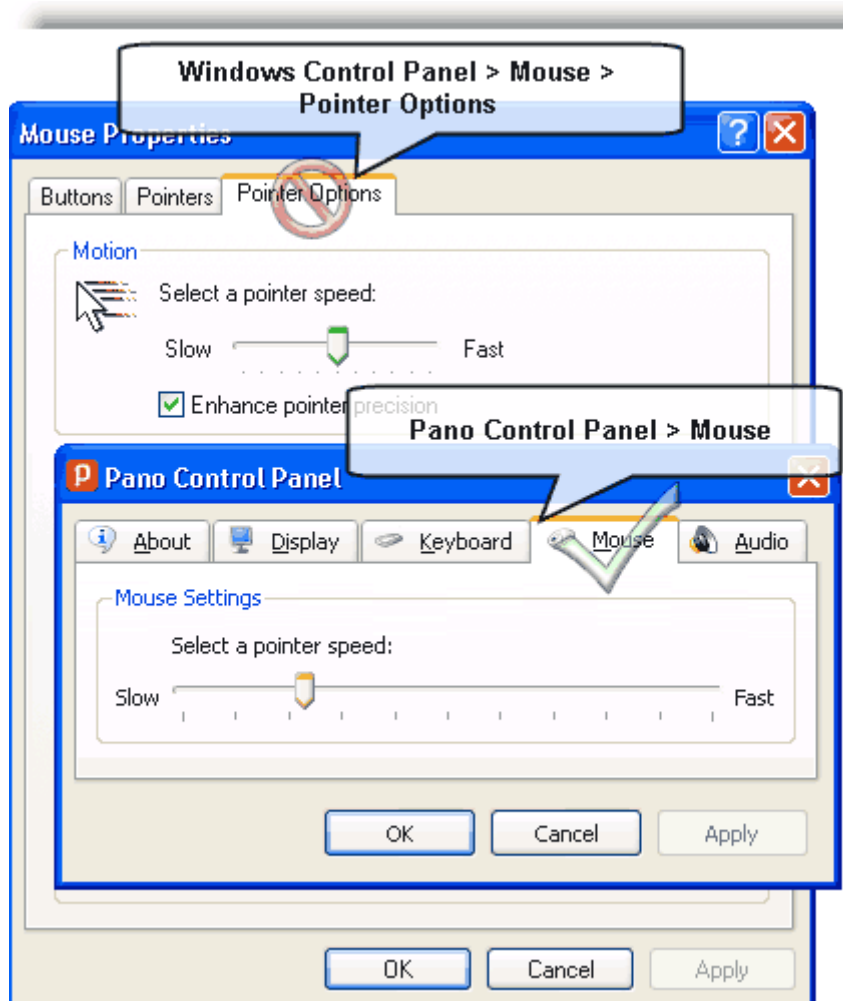 Windows Control Panel > Mouse >
Pointer Options
Mouse Properties
Buttons Pointers Pointer Options
Motion
Select a pointer speed:
Slow Fast
Enhance pointer precision
Pano Control Panel > Mouse
Pano Control Panel
About Display Keyboard Mouse Audio
Mouse Settings
Select a pointer speed:
Slow Fast
OK Cancel Apply
OK Cancel Apply